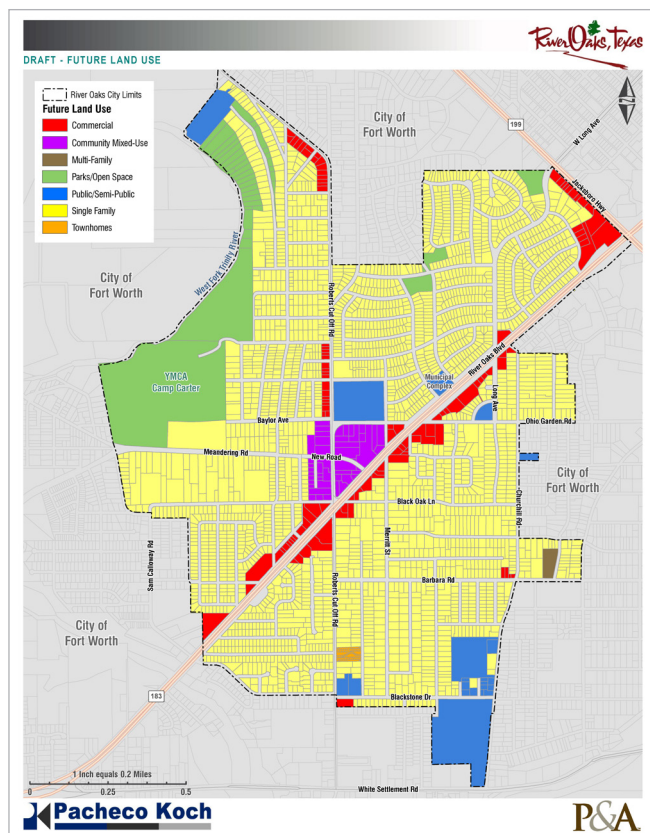 River Oaks, Texas
DRAFT - FUTURE LAND USE
River Oaks City Limits
Future Land Use
Commercial
Community Mixed-Use
Multi-Family
Parks/Open Space
Public/Semi-Public
Single Family
Townhomes
City of
Fort Worth
199
W Long Ave
N
Jacksboro Hwy
City of
Fort Worth
West Fort Trinity River
Roberts Cut Off Rd
River Oaks Blvd
YMCA
Camp Carter
Municipal
Complex
Long Ave
Baylor Ave
Ohio Garden Rd
Meandering Rd
New Road
City of
Fort Worth
Black Oak Ln
Churchill Rd
Sam Calloway Rd
Merritt St
Barbara Rd
Roberts Cut Off Rd
City of
Fort Worth
183
Blackstone Dr
1 Inch equals 0.2 Miles
0 0.25 0.5
White Settlement Rd
Pacheco Koch
P&A